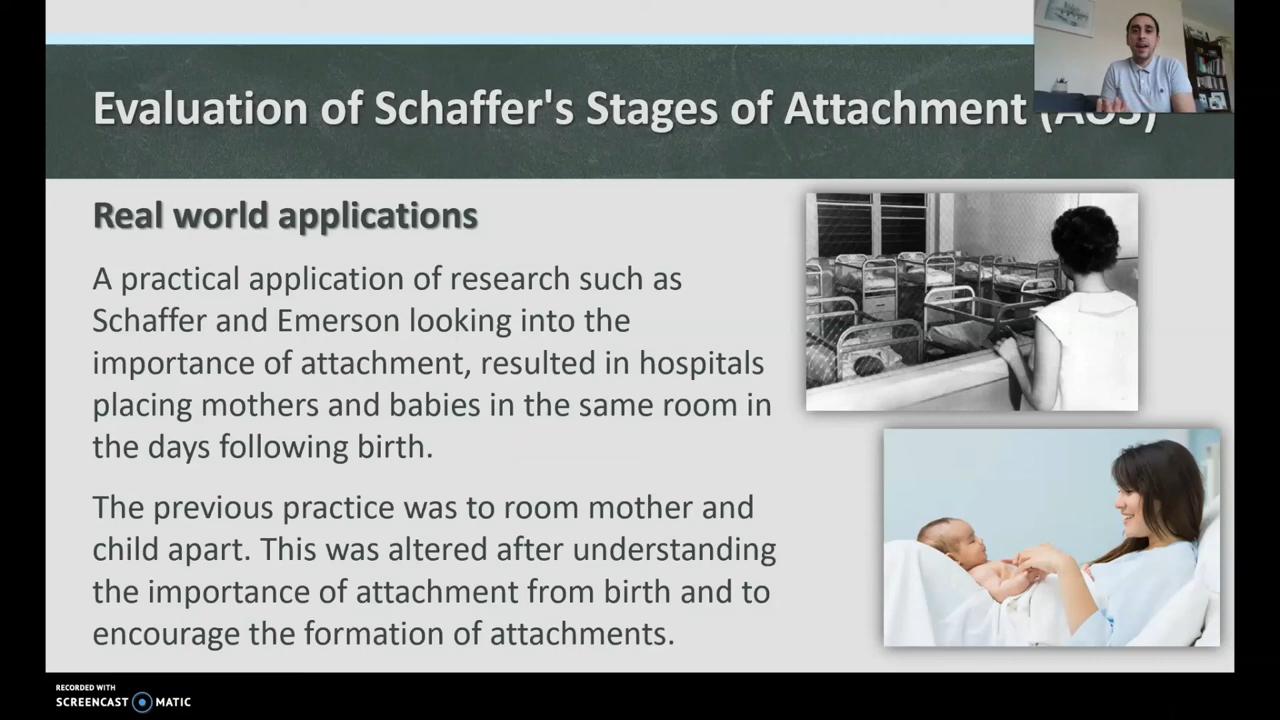 Evaluation of Schaffer's Stages of Attachment (AO3)
Real world applications
A practical application of research such as
Schaffer and Emerson looking into the
importance of attachment, resulted in hospitals
placing mothers and babies in the same room in
the days following birth.
The previous practice was to room mother and
child apart. This was altered after understanding
the importance of attachment from birth and to
encourage the formation of attachments.
RECORDED WITH
SCREENCAST MATIC